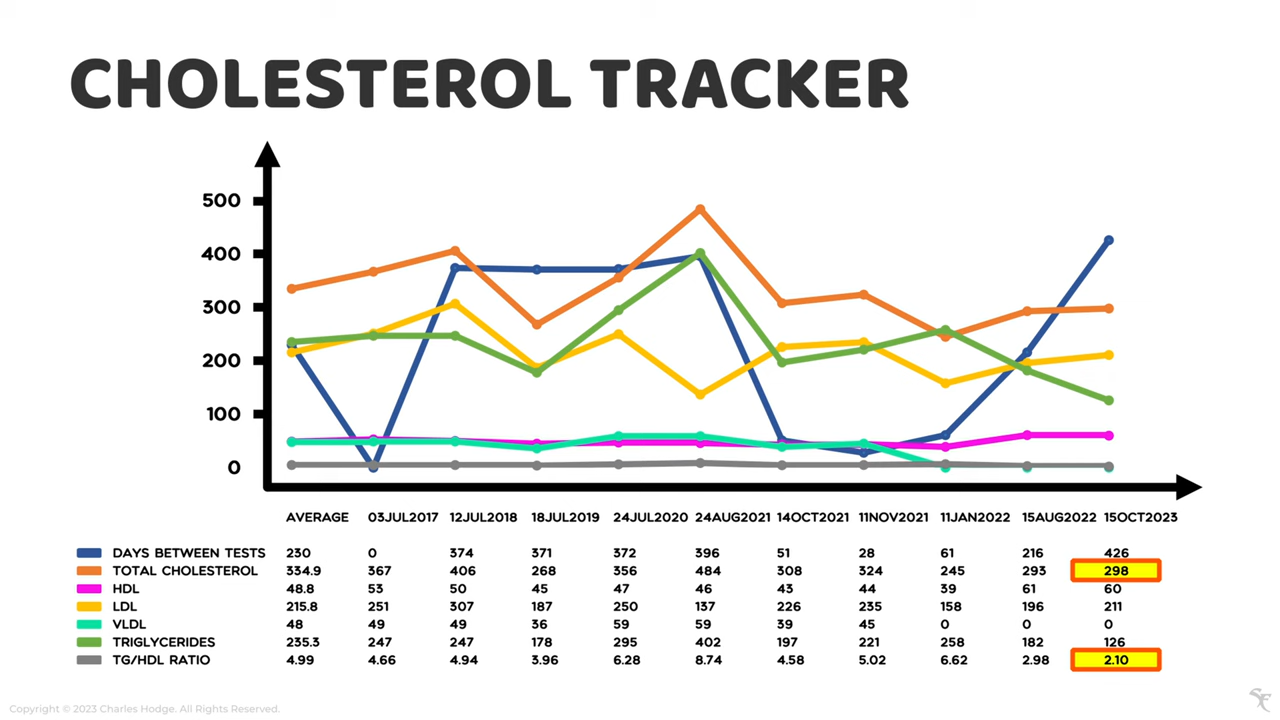 CHOLESTEROL TRACKER
500
400
300
200
100
0
AVERAGE 03JUL2017 12JUL2018 18JUL2019 24JUL2020 24AUG2021 14OCT2021 11NOV2021 11JAN2022 15AUG2022 15OCT2023
DAYS BETWEEN TESTS 230 0 374 371 372 396 51 28 61 216 426
TOTAL CHOLESTEROL 334.9 367 406 268 356 484 308 324 245 293 298
HDL 48.8 53 50 45 47 46 43 44 39 61 60
LDL 215.8 251 307 187 250 137 226 235 158 196 211
VLDL 48 49 49 36 59 59 39 45 0 0 0
TRIGLYCERIDES 235.3 247 247 178 295 402 197 221 258 182 126
TG/HDL RATIO 4.99 4.66 4.94 3.96 6.28 8.74 4.58 5.02 6.62 2.98 2.10
Copyright © 2023 Charles Hodge. All Rights Reserved.